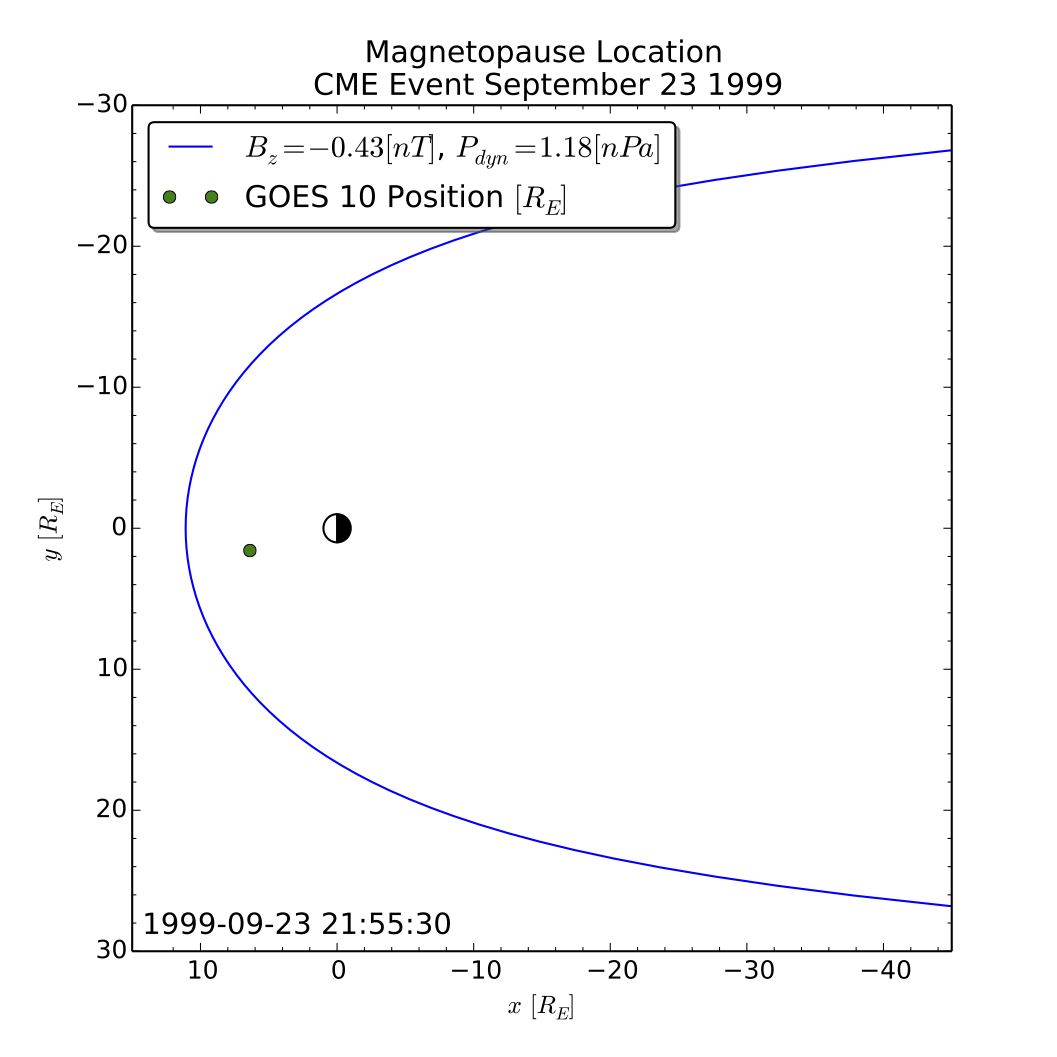 Magnetopause Location
CME Event September 23 1999
B_z=−0.43[nT], P_dyn=1.18[nPa]
GOES 10 Position [R_E]
−30
−20
−10
0
10
20
30
y [R_E]
1999-09-23 21:55:30
10 0 −10 −20 −30 −40
x [R_E]